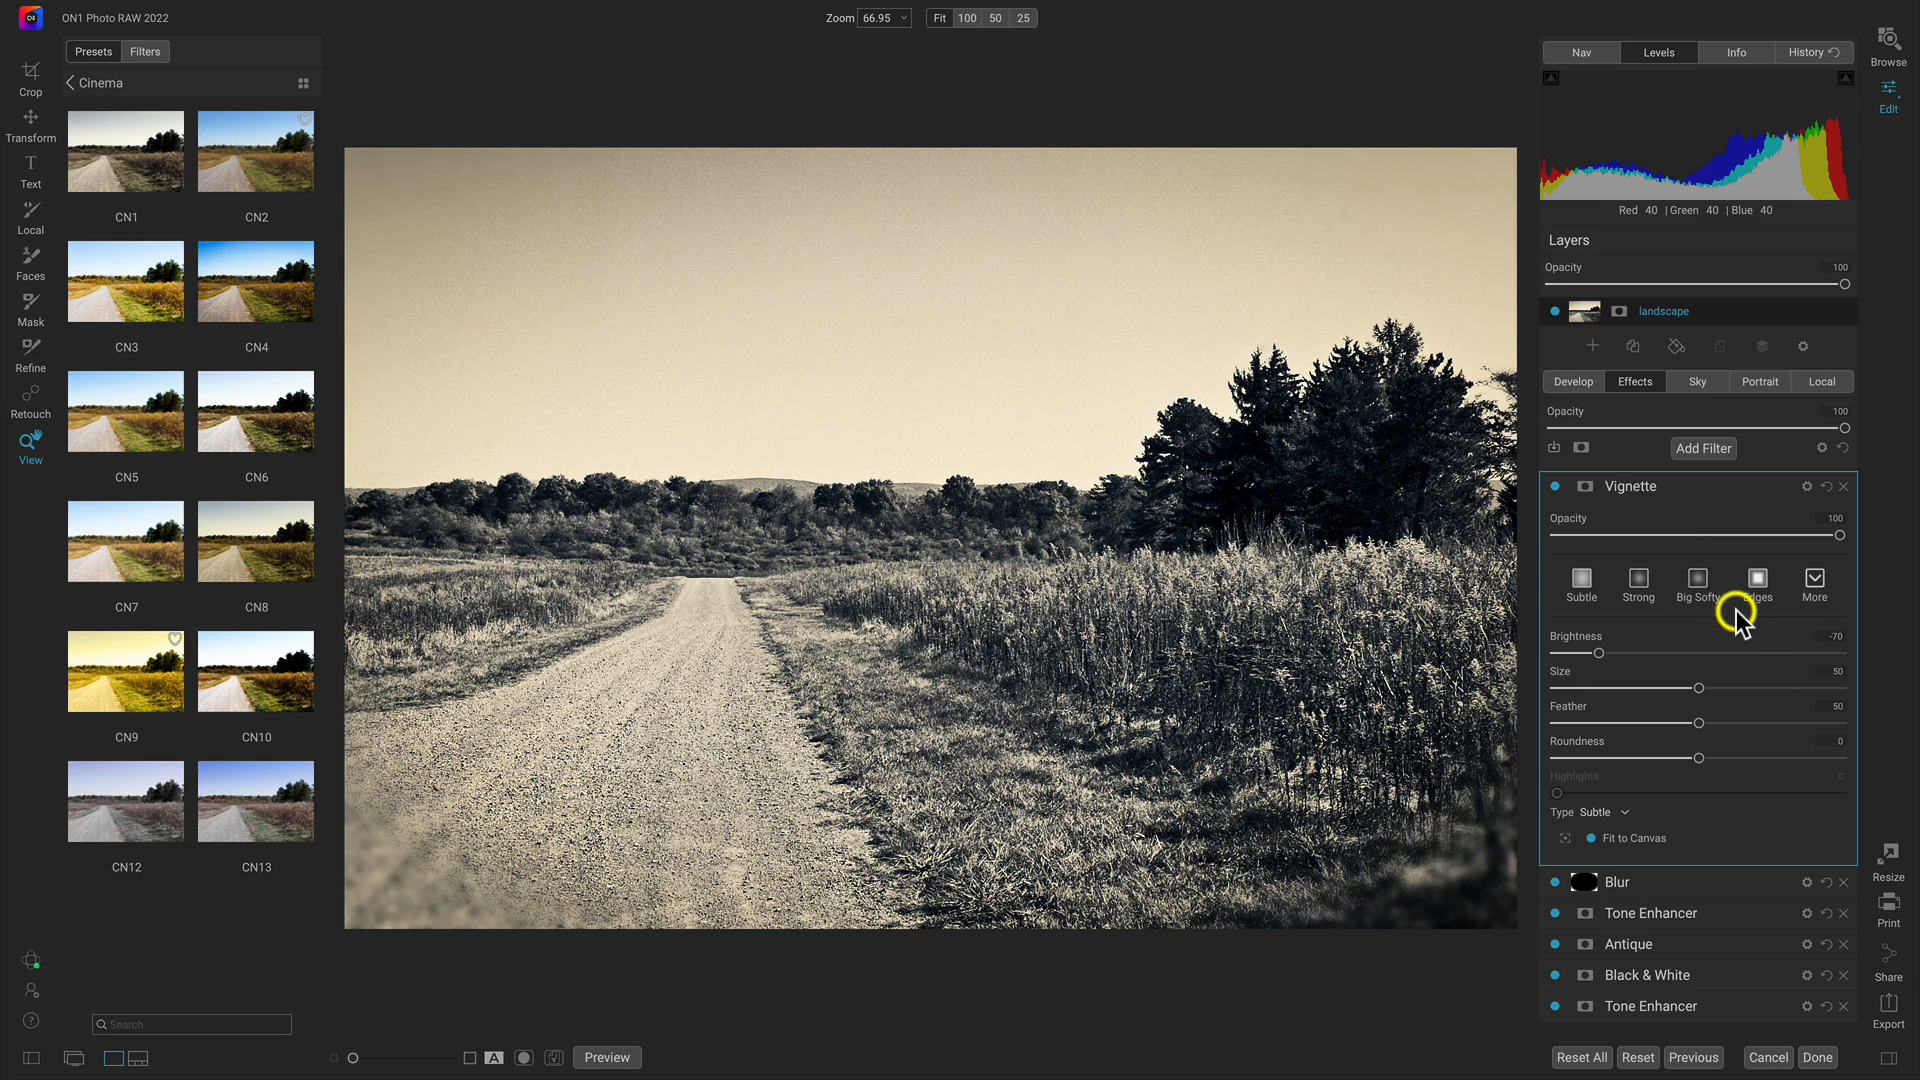 ON1 Photo RAW 2022
Zoom 66.95
Fit 100 50 25
Presets Filters
Cinema
Crop
Transform
Text
Local
Faces
Mask
Refine
Retouch
View
CN1 CN2
CN3 CN4
CN5 CN6
CN7 CN8
CN9 CN10
CN12 CN13
Search
A
Preview
Nav Levels Info History
Red 40 | Green 40 | Blue 40
Layers
Opacity 100
landscape
Develop Effects Sky Portrait Local
Opacity 100
Add Filter
Vignette
Opacity 100
Subtle Strong Big Softy Edges More
Brightness -70
Size 50
Feather 50
Roundness 0
Highlights 0
Type Subtle
Fit to Canvas
Blur
Tone Enhancer
Antique
Black & White
Tone Enhancer
Reset All Reset Previous Cancel Done
Browse
Edit
Resize
Print
Share
Export